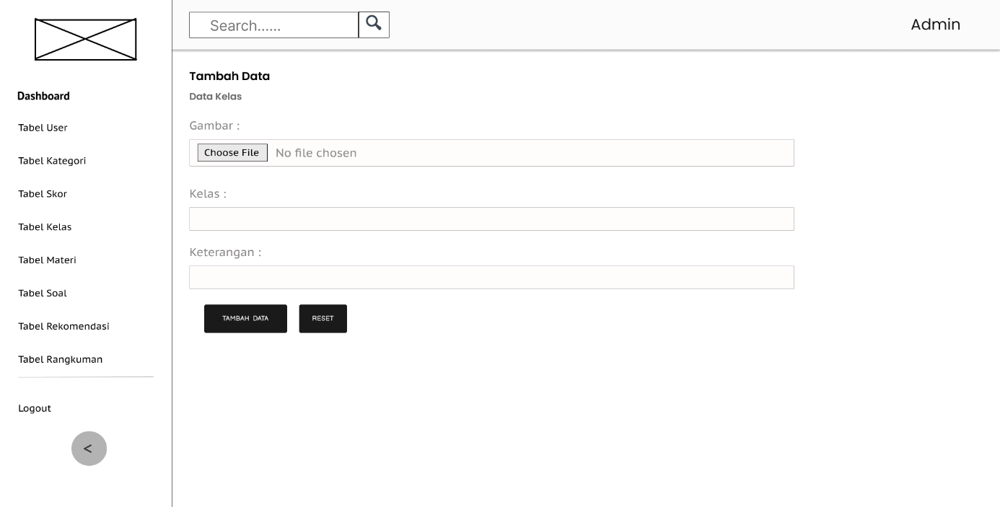 Search......
Admin
Dashboard
Tabel User
Tabel Kategori
Tabel Skor
Tabel Kelas
Tabel Materi
Tabel Soal
Tabel Rekomendasi
Tabel Rangkuman
Logout
<
Tambah Data
Data Kelas
Gambar :
Choose File No file chosen
Kelas :
Keterangan :
TAMBAH DATA RESET